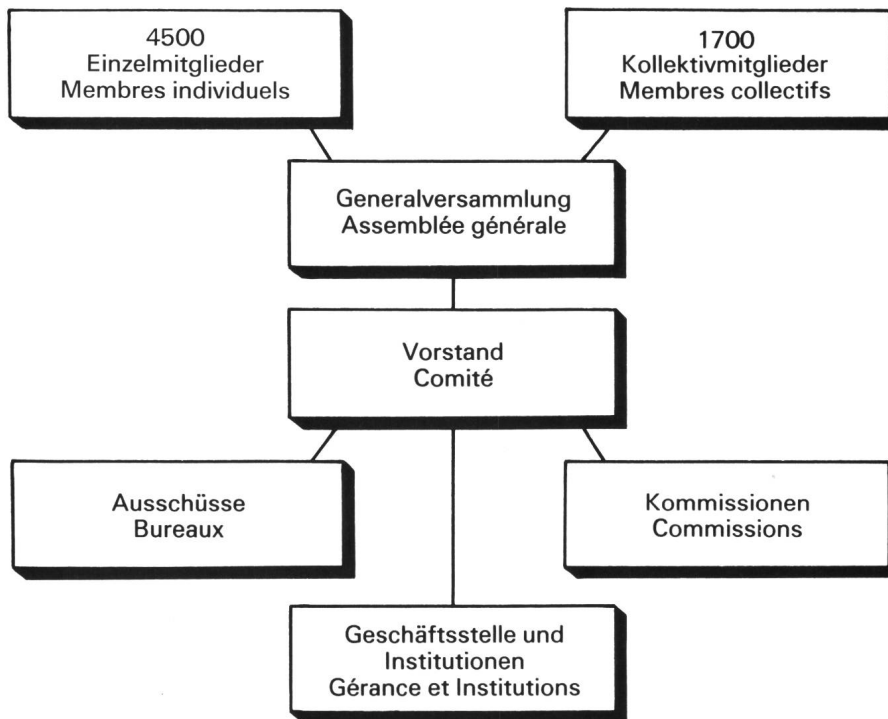 4500
Einzelmitglieder
Membres individuels
1700
Kollektivmitglieder
Membres collectifs
Generalversammlung
Assemblée générale
Vorstand
Comité
Ausschüsse
Bureaux
Kommissionen
Commissions
Geschäftsstelle und
Institutionen
Gérance et Institutions